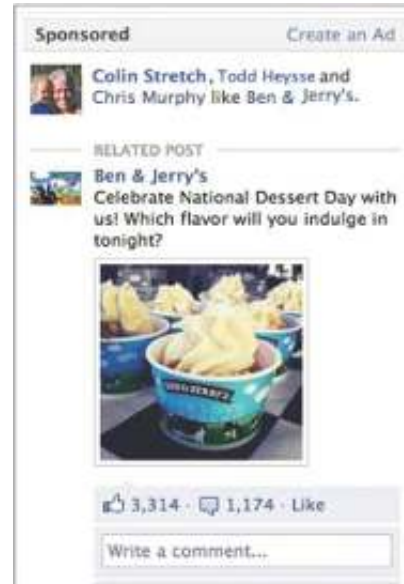 Sponsored Create an Ad
Colin Stretch, Todd Heysse and
Chris Murphy like Ben & Jerry's.
RELATED POST
Ben & Jerry's
Celebrate National Dessert Day with
us! Which flavor will you indulge in
tonight?
BEN & JERRY'S
3,314 · 1,174 · Like
Write a comment...